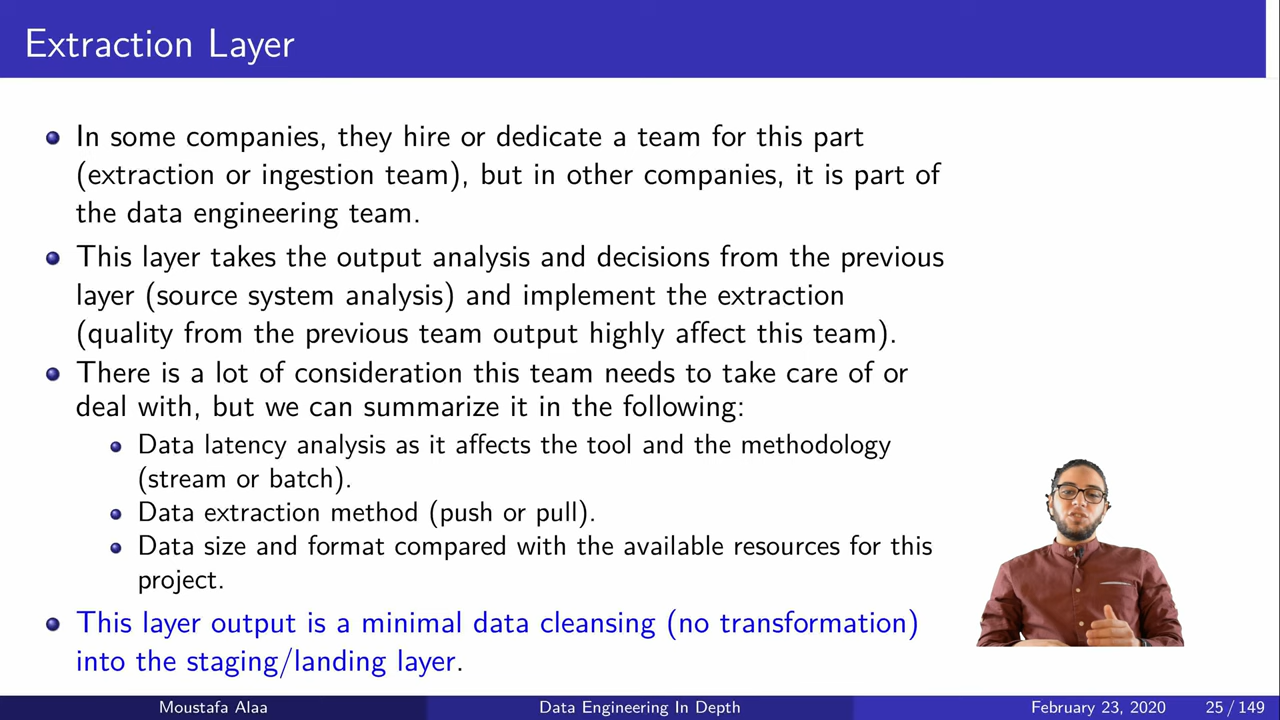 Extraction Layer
In some companies, they hire or dedicate a team for this part
(extraction or ingestion team), but in other companies, it is part of
the data engineering team.
This layer takes the output analysis and decisions from the previous
layer (source system analysis) and implement the extraction
(quality from the previous team output highly affect this team).
There is a lot of consideration this team needs to take care of or
deal with, but we can summarize it in the following:
Data latency analysis as it affects the tool and the methodology
(stream or batch).
Data extraction method (push or pull).
Data size and format compared with the available resources for this
project.
This layer output is a minimal data cleansing (no transformation)
into the staging/landing layer.
Moustafa Alaa
Data Engineering In Depth
February 23, 2020
25 / 149